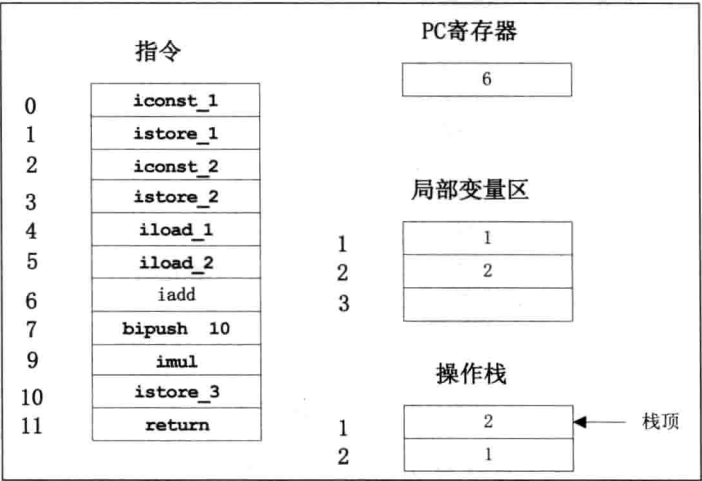 指令
0 iconst_1
1 istore_1
2 iconst_2
3 istore_2
4 iload_1
5 iload_2
6 iadd
7 bipush 10
9 imul
10 istore_3
11 return
PC寄存器
6
局部变量区
1 1
2 2
3
操作栈
1 2 栈顶
2 1